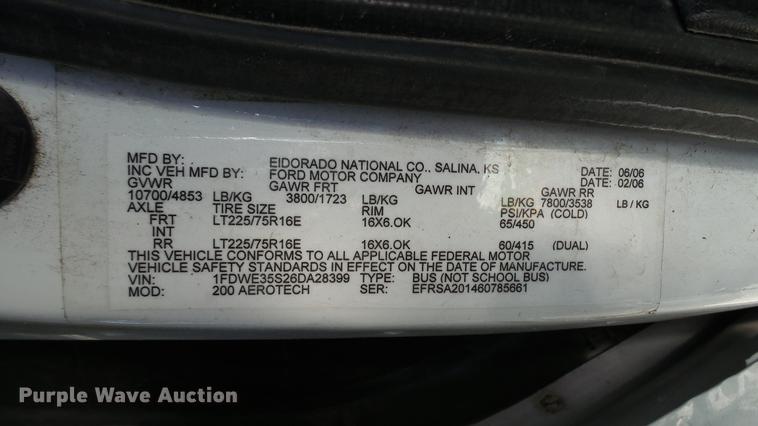 MFD BY: EIDORADO NATIONAL CO., SALINA, KS DATE: 06/06
INC VEH MFD BY: FORD MOTOR COMPANY DATE: 02/06
GVWR GAWR FRT GAWR INT GAWR RR
10700/4853 LB/KG 3800/1723 LB/KG LB/KG 7800/3538 LB / KG
AXLE TIRE SIZE RIM PSI/KPA (COLD)
FRT LT225/75R16E 16X6.OK 65/450
INT
RR LT225/75R16E 16X6.OK 60/415 (DUAL)
THIS VEHICLE CONFORMS TO ALL APPLICABLE FEDERAL MOTOR
VEHICLE SAFETY STANDARDS IN EFFECT ON THE DATE OF MANUFACTURE
VIN: 1FDWE35S26DA28399 TYPE: BUS (NOT SCHOOL BUS)
MOD: 200 AEROTECH SER: EFRSA201460785661
Purple Wave Auction